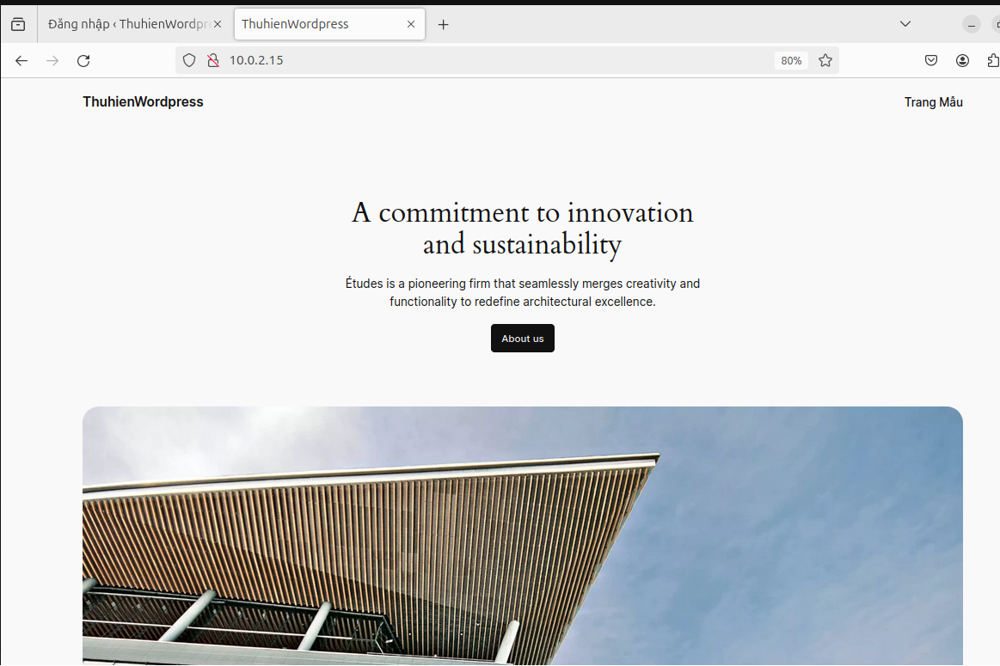 Đăng nhập ‹ ThuhienWordpr
ThuhienWordpress
10.0.2.15
80%
ThuhienWordpress
Trang Mẫu
A commitment to innovation
and sustainability
Études is a pioneering firm that seamlessly merges creativity and
functionality to redefine architectural excellence.
About us